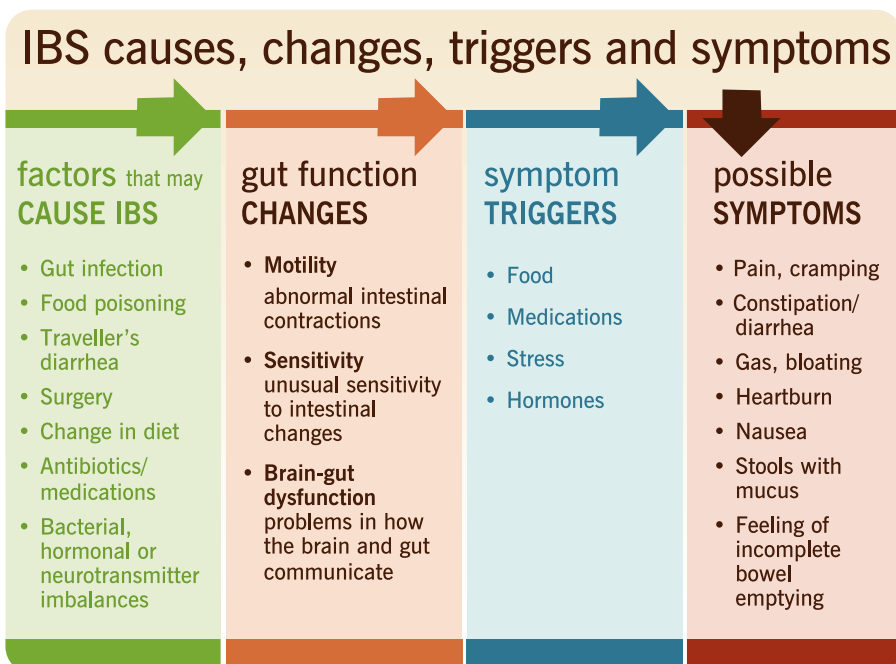 IBS causes, changes, triggers and symptoms
factors that may
CAUSE IBS
• Gut infection
• Food poisoning
• Traveller's
diarrhea
• Surgery
• Change in diet
• Antibiotics/
medications
• Bacterial,
hormonal or
neurotransmitter
imbalances
gut function
CHANGES
• Motility
abnormal intestinal
contractions
• Sensitivity
unusual sensitivity
to intestinal
changes
• Brain-gut
dysfunction
problems in how
the brain and gut
communicate
symptom
TRIGGERS
• Food
• Medications
• Stress
• Hormones
possible
SYMPTOMS
• Pain, cramping
• Constipation/
diarrhea
• Gas, bloating
• Heartburn
• Nausea
• Stools with
mucus
• Feeling of
incomplete
bowel
emptying